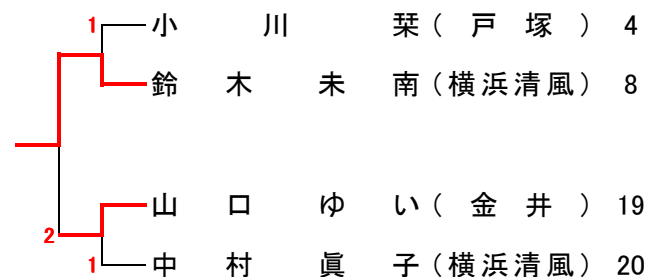 1 小川栞(戸塚) 4
鈴木未南(横浜清風) 8
山口ゆい(金井) 19
2
1 中村眞子(横浜清風) 20